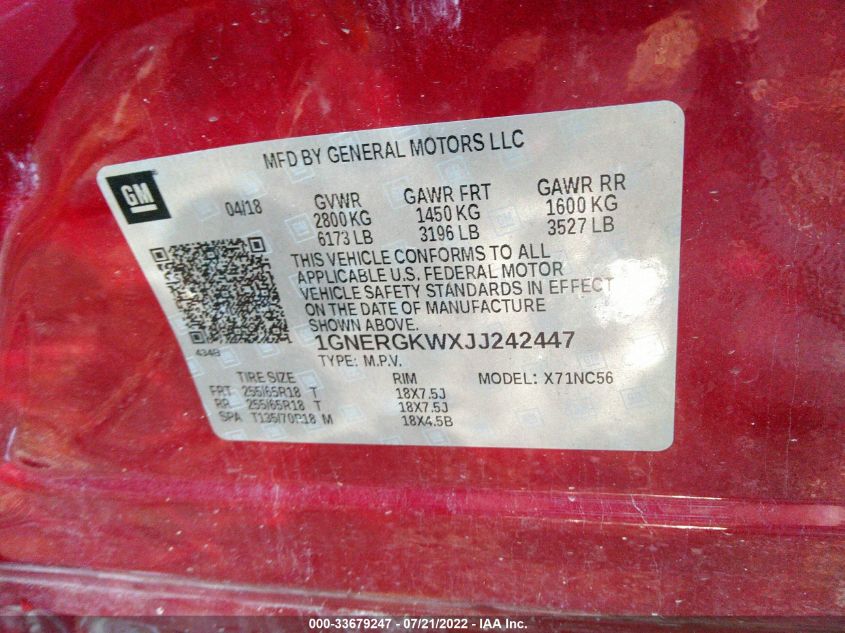 MFD BY GENERAL MOTORS LLC
GM
04/18 GVWR GAWR FRT GAWR RR
2800 KG 1450 KG 1600 KG
6173 LB 3196 LB 3527 LB
THIS VEHICLE CONFORMS TO ALL
APPLICABLE U.S. FEDERAL MOTOR
VEHICLE SAFETY STANDARDS IN EFFECT
ON THE DATE OF MANUFACTURE
SHOWN ABOVE.
434B
1GNERGKWXJJ242447
TYPE: M.P.V.
TIRE SIZE RIM MODEL: X71NC56
FRT 255/65R18 T 18X7.5J
RR 255/65R18 T 18X7.5J
SPA T135/70R18 M 18X4.5B
000-33679247 - 07/21/2022 - IAA Inc.